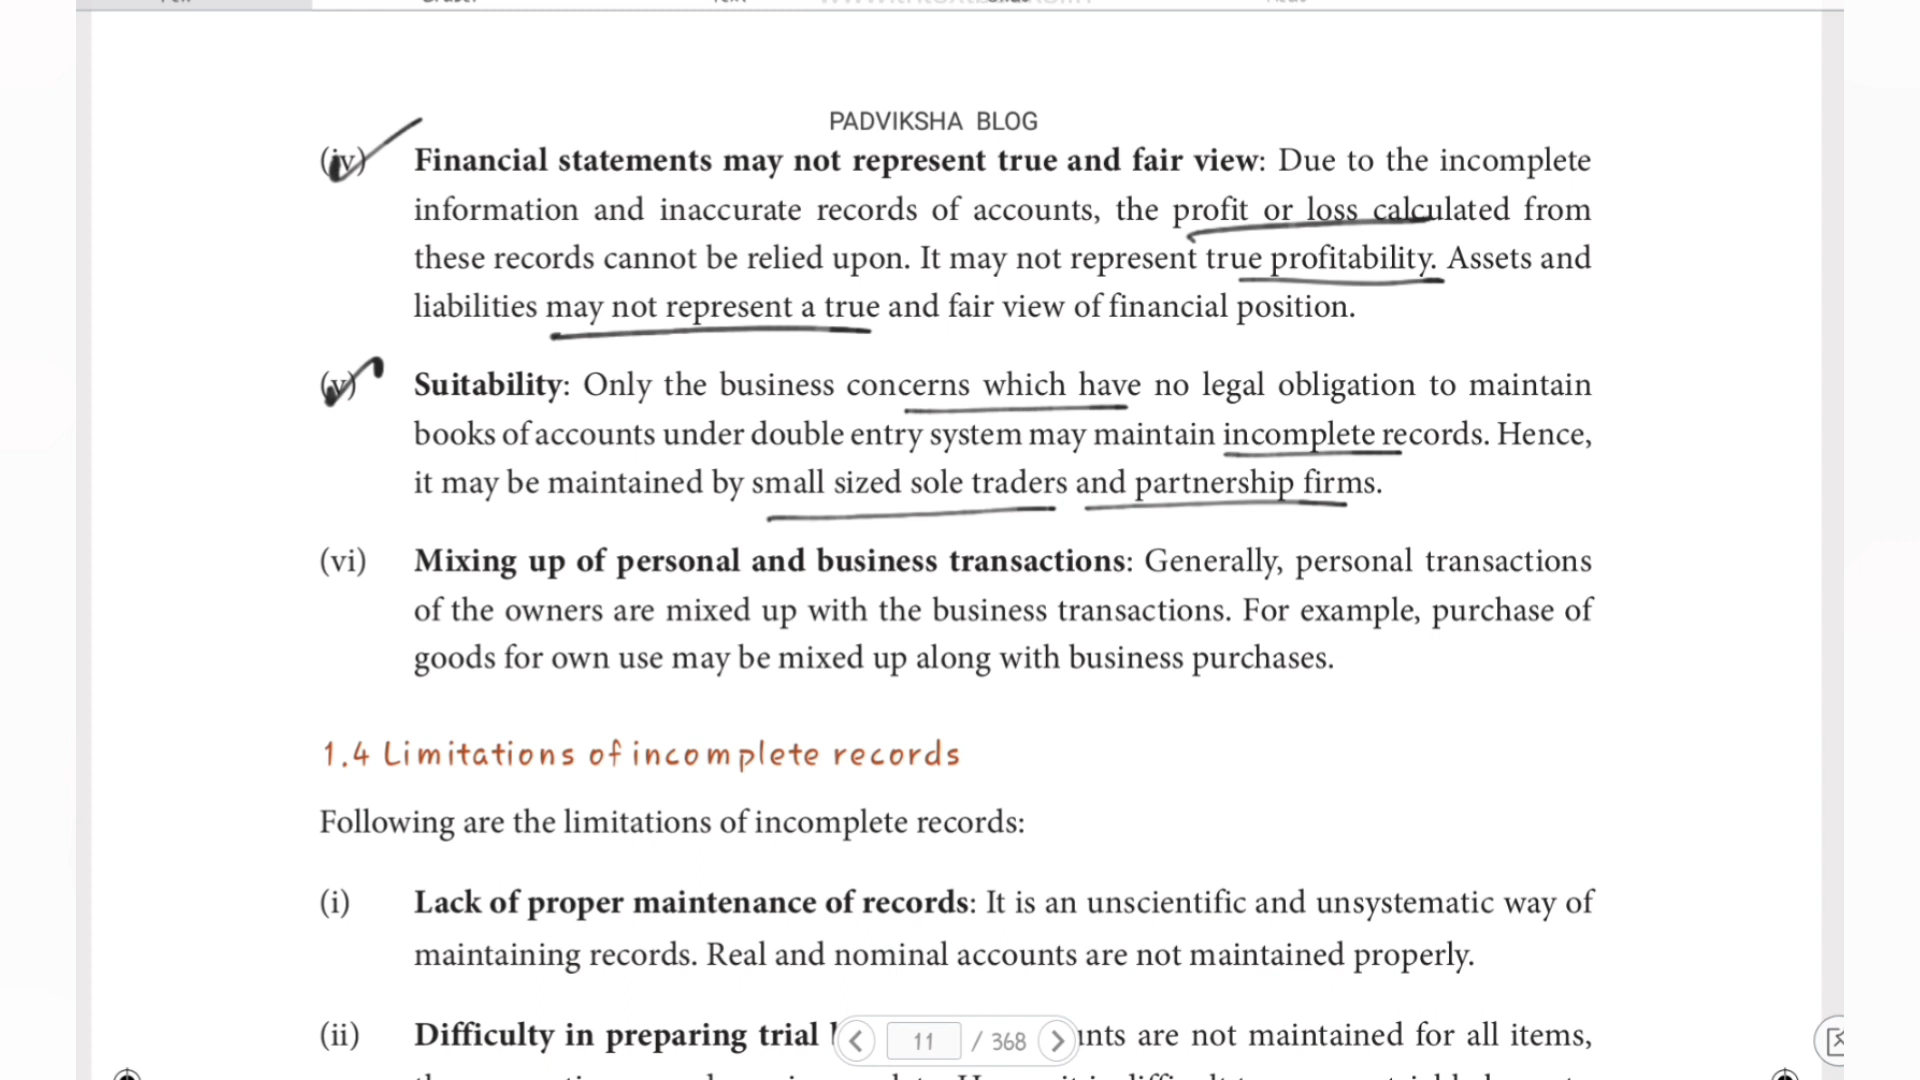 PADVIKSHA BLOG
(iv) Financial statements may not represent true and fair view: Due to the incomplete
information and inaccurate records of accounts, the profit or loss calculated from
these records cannot be relied upon. It may not represent true profitability. Assets and
liabilities may not represent a true and fair view of financial position.
(v) Suitability: Only the business concerns which have no legal obligation to maintain
books of accounts under double entry system may maintain incomplete records. Hence,
it may be maintained by small sized sole traders and partnership firms.
(vi) Mixing up of personal and business transactions: Generally, personal transactions
of the owners are mixed up with the business transactions. For example, purchase of
goods for own use may be mixed up along with business purchases.
1.4 Limitations of incomplete records
Following are the limitations of incomplete records:
(i) Lack of proper maintenance of records: It is an unscientific and unsystematic way of
maintaining records. Real and nominal accounts are not maintained properly.
(ii) Difficulty in preparing trial are not maintained for all items,
11 / 368